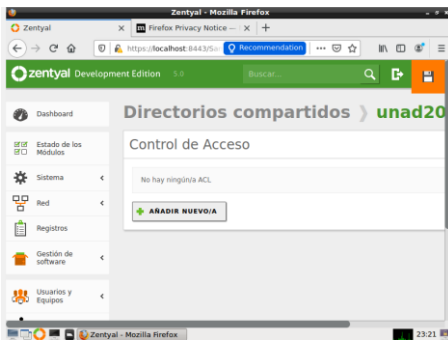 Zentyal - Mozilla Firefox
Zentyal
Firefox Privacy Notice —
https://localhost:8443/Sa
Recommendation
zentyal Development Edition 5.0
Buscar...
Dashboard
Estado de los
Módulos
Sistema
Red
Registros
Gestión de
software
Usuarios y
Equipos
Directorios compartidos
unad20
Control de Acceso
No hay ningún/a ACL
AÑADIR NUEVO/A
Zentyal - Mozilla Firefox
23:21